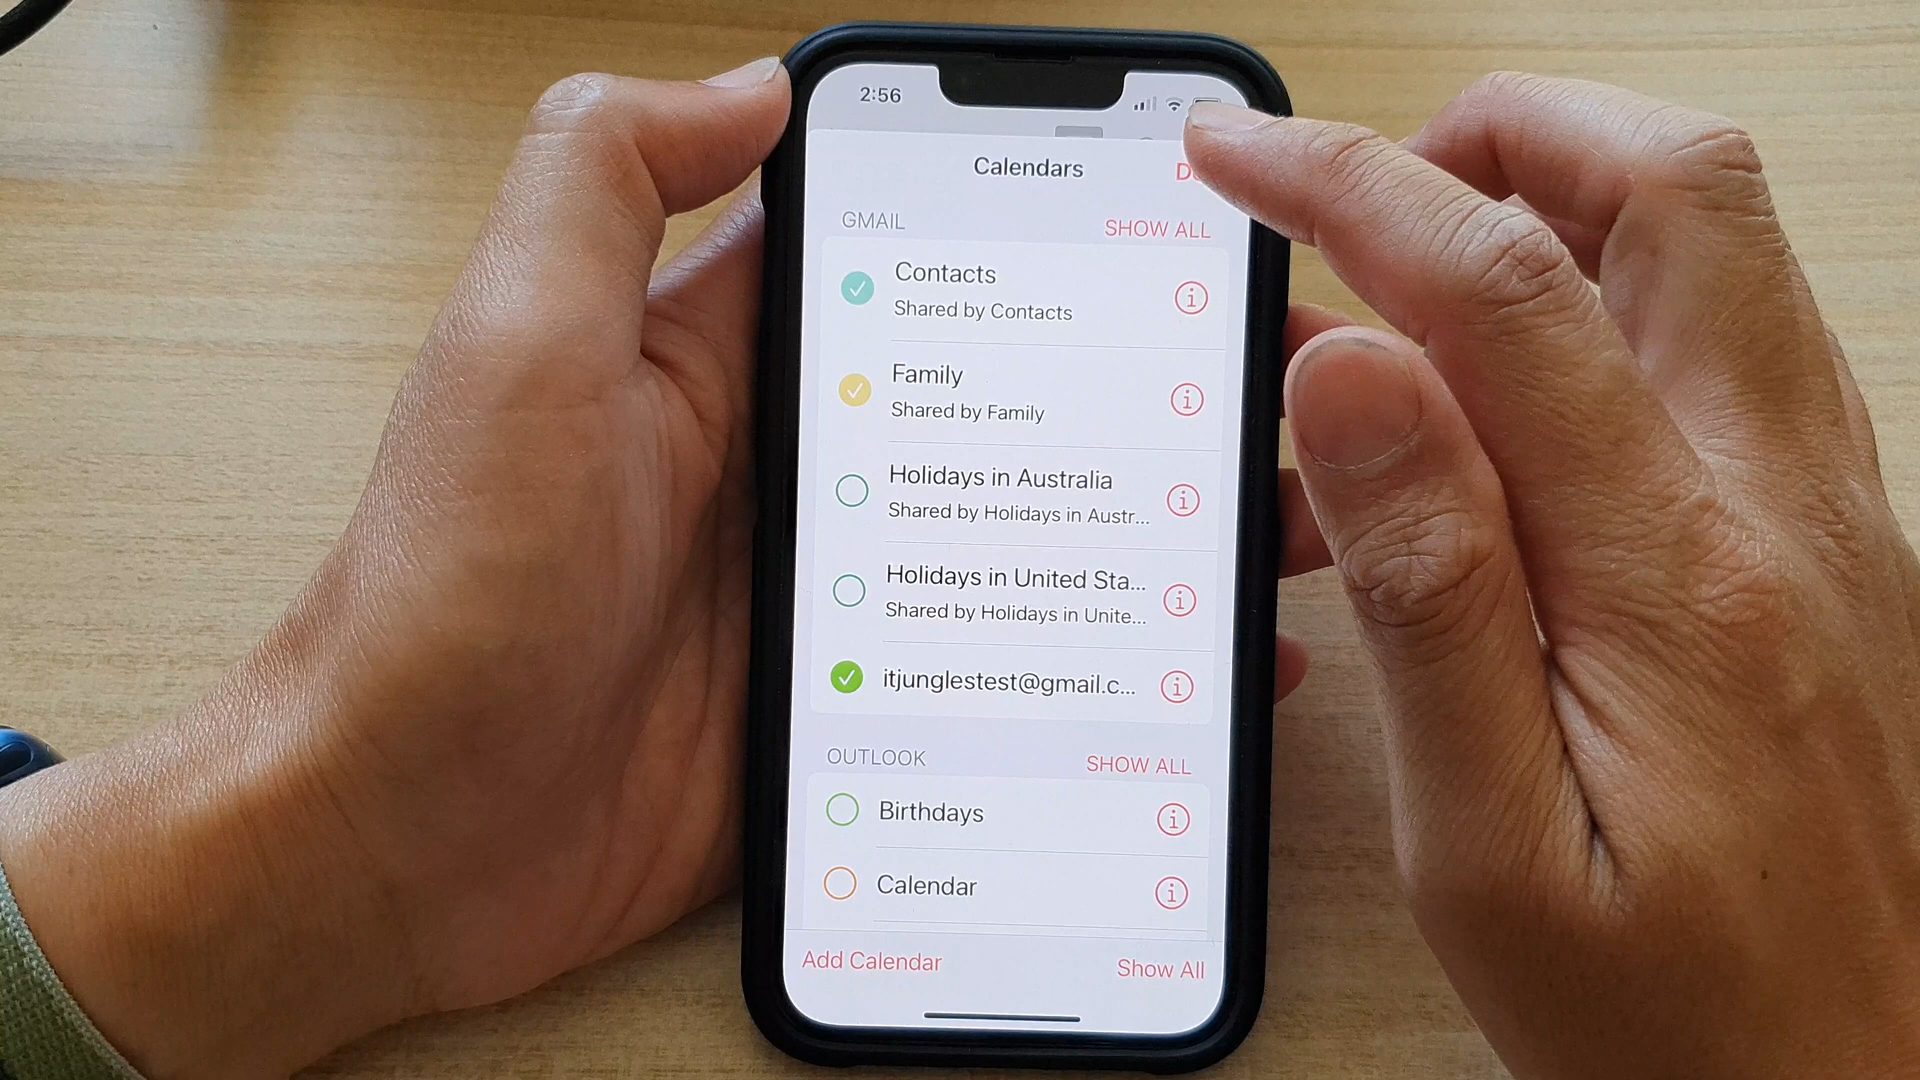 2:56
Calendars
GMAIL
SHOW ALL
Contacts
Shared by Contacts
Family
Shared by Family
Holidays in Australia
Shared by Holidays in Austr...
Holidays in United Sta...
Shared by Holidays in Unite...
itjunglestest@gmail.c...
OUTLOOK
SHOW ALL
Birthdays
Calendar
Add Calendar
Show All